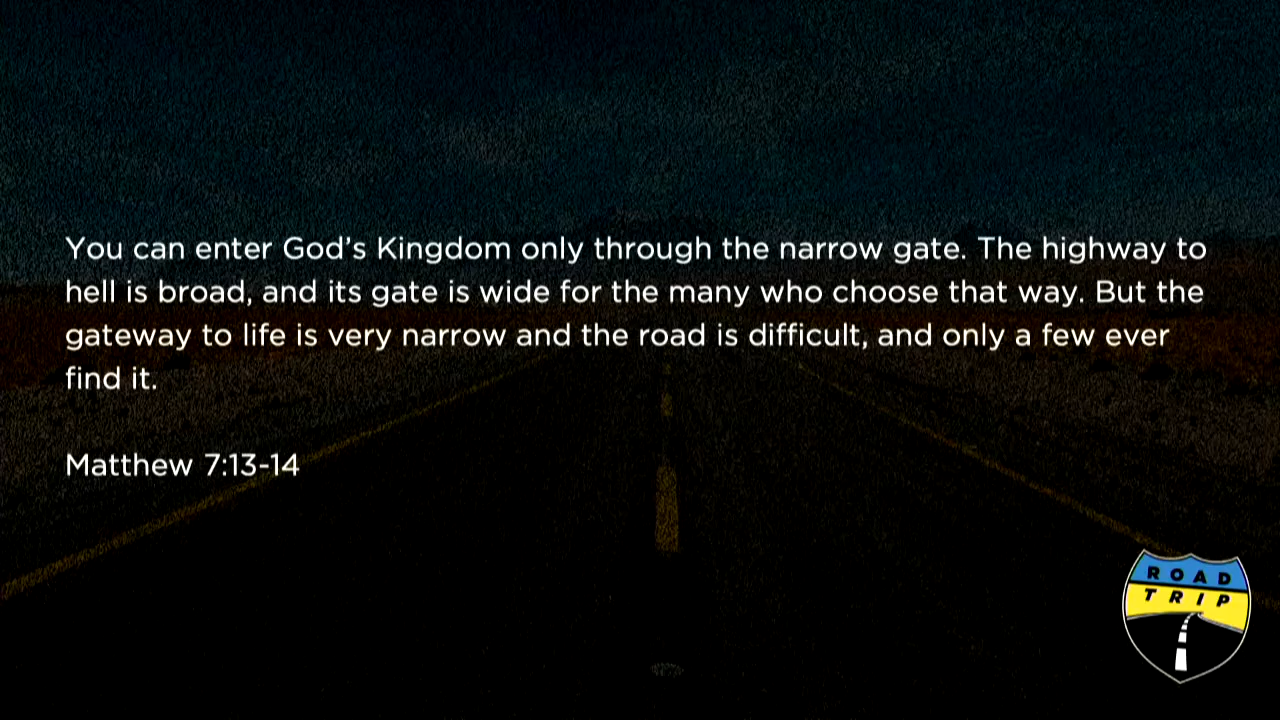 You can enter God’s Kingdom only through the narrow gate. The highway to
hell is broad, and its gate is wide for the many who choose that way. But the
gateway to life is very narrow and the road is difficult, and only a few ever
find it.
Matthew 7:13-14
ROAD
TRIP